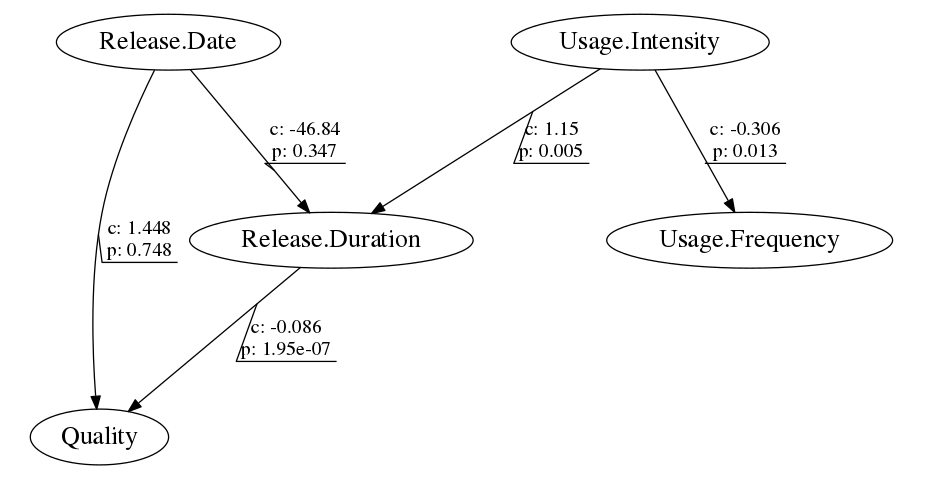 Release.Date
Usage.Intensity
c: -46.84
p: 0.347
c: 1.15
p: 0.005
c: -0.306
p: 0.013
c: 1.448
p: 0.748
Release.Duration
Usage.Frequency
c: -0.086
p: 1.95e-07
Quality